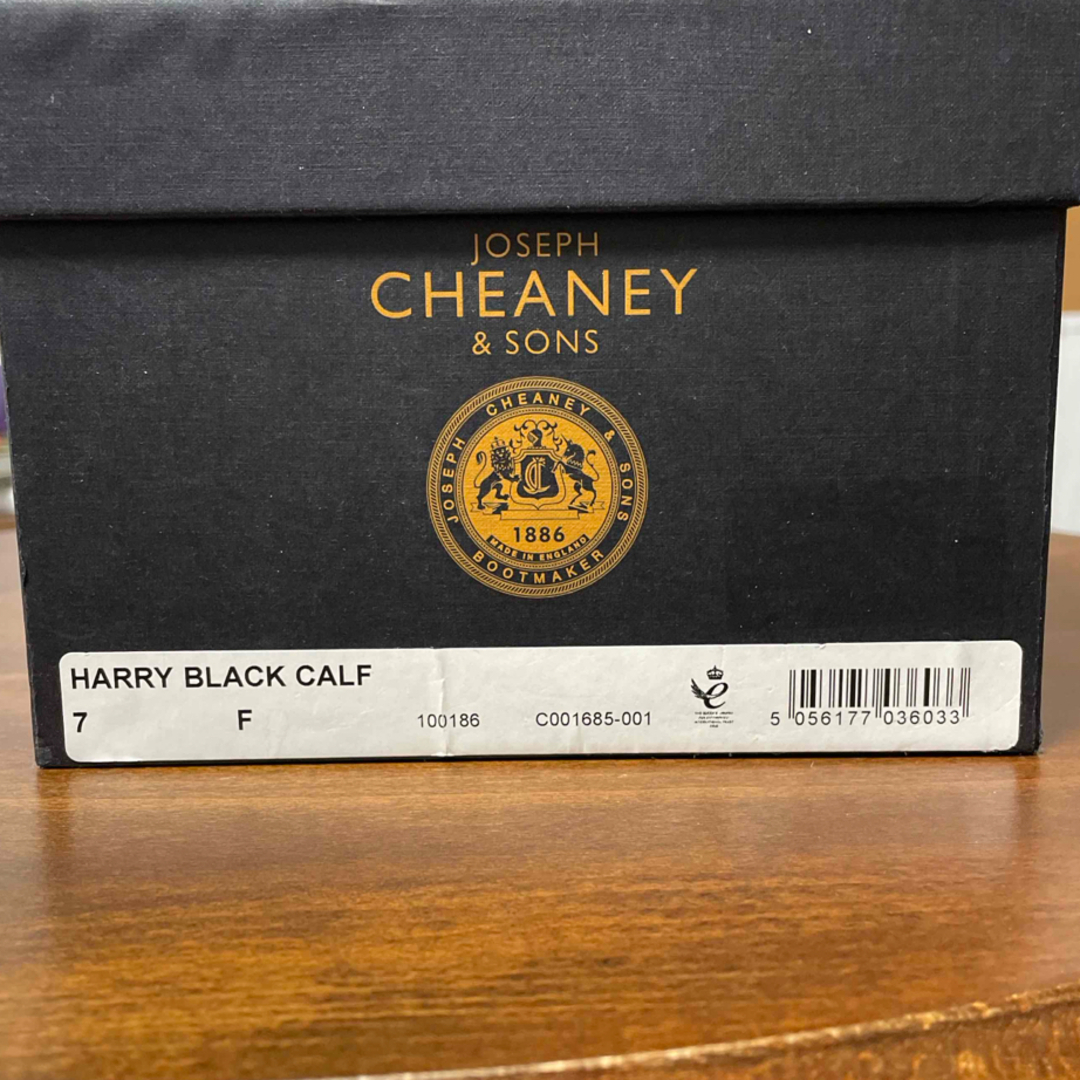 JOSEPH
CHEANEY
& SONS
JOSEPH CHEANEY & SONS
JC
1886
MADE IN ENGLAND
BOOTMAKER
HARRY BLACK CALF
7 F 100186 C001685-001
5 056177 036033